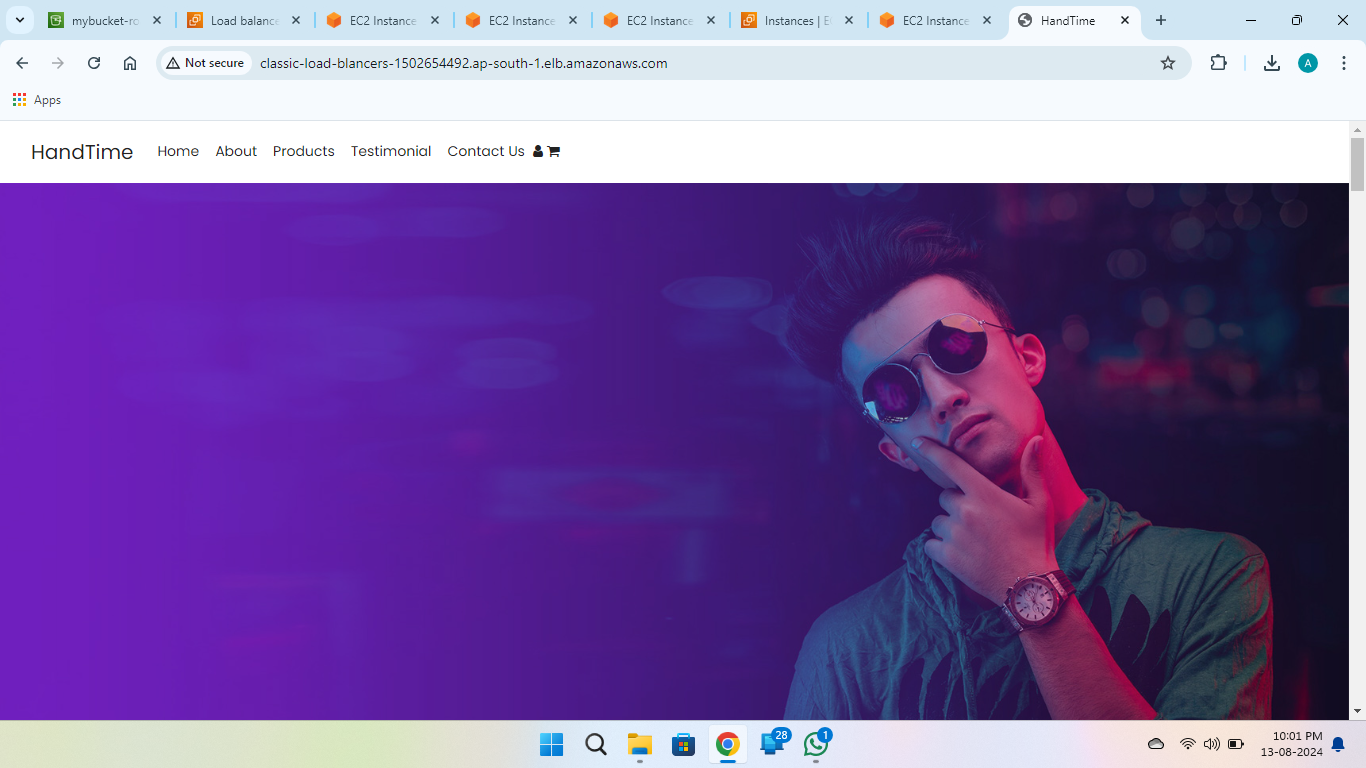 mybucket-ro
Load balance
EC2 Instance
EC2 Instance
EC2 Instance
Instances | E
EC2 Instance
HandTime
Not secure
classic-load-blancers-1502654492.ap-south-1.elb.amazonaws.com
A
Apps
HandTime
Home
About
Products
Testimonial
Contact Us
28
1
10:01 PM
13-08-2024